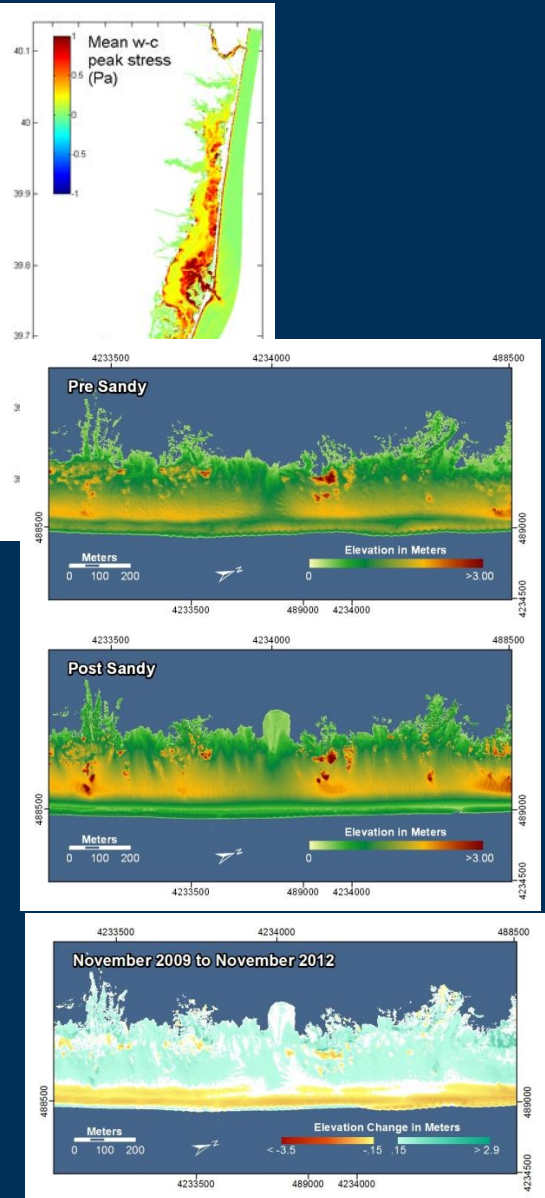 Mean w-c
peak stress
(Pa)
1
0.5
0
-0.5
-1
40.1
40
39.9
39.8
39.7
4233500 4234000 488500
Pre Sandy
488500
489000
Meters
0 100 200
z
Elevation in Meters
0 >3.00
4233500 489000 4234000
4234500
4233500 4234000 488500
Post Sandy
488500
489000
Meters
0 100 200
z
Elevation in Meters
0 >3.00
4233500 489000 4234000
4234500
4233500 4234000 488500
November 2009 to November 2012
488500
489000
Meters
0 100 200
z
Elevation Change in Meters
< -3.5 -.15 .15 > 2.9
4233500 489000 4234000
4234500